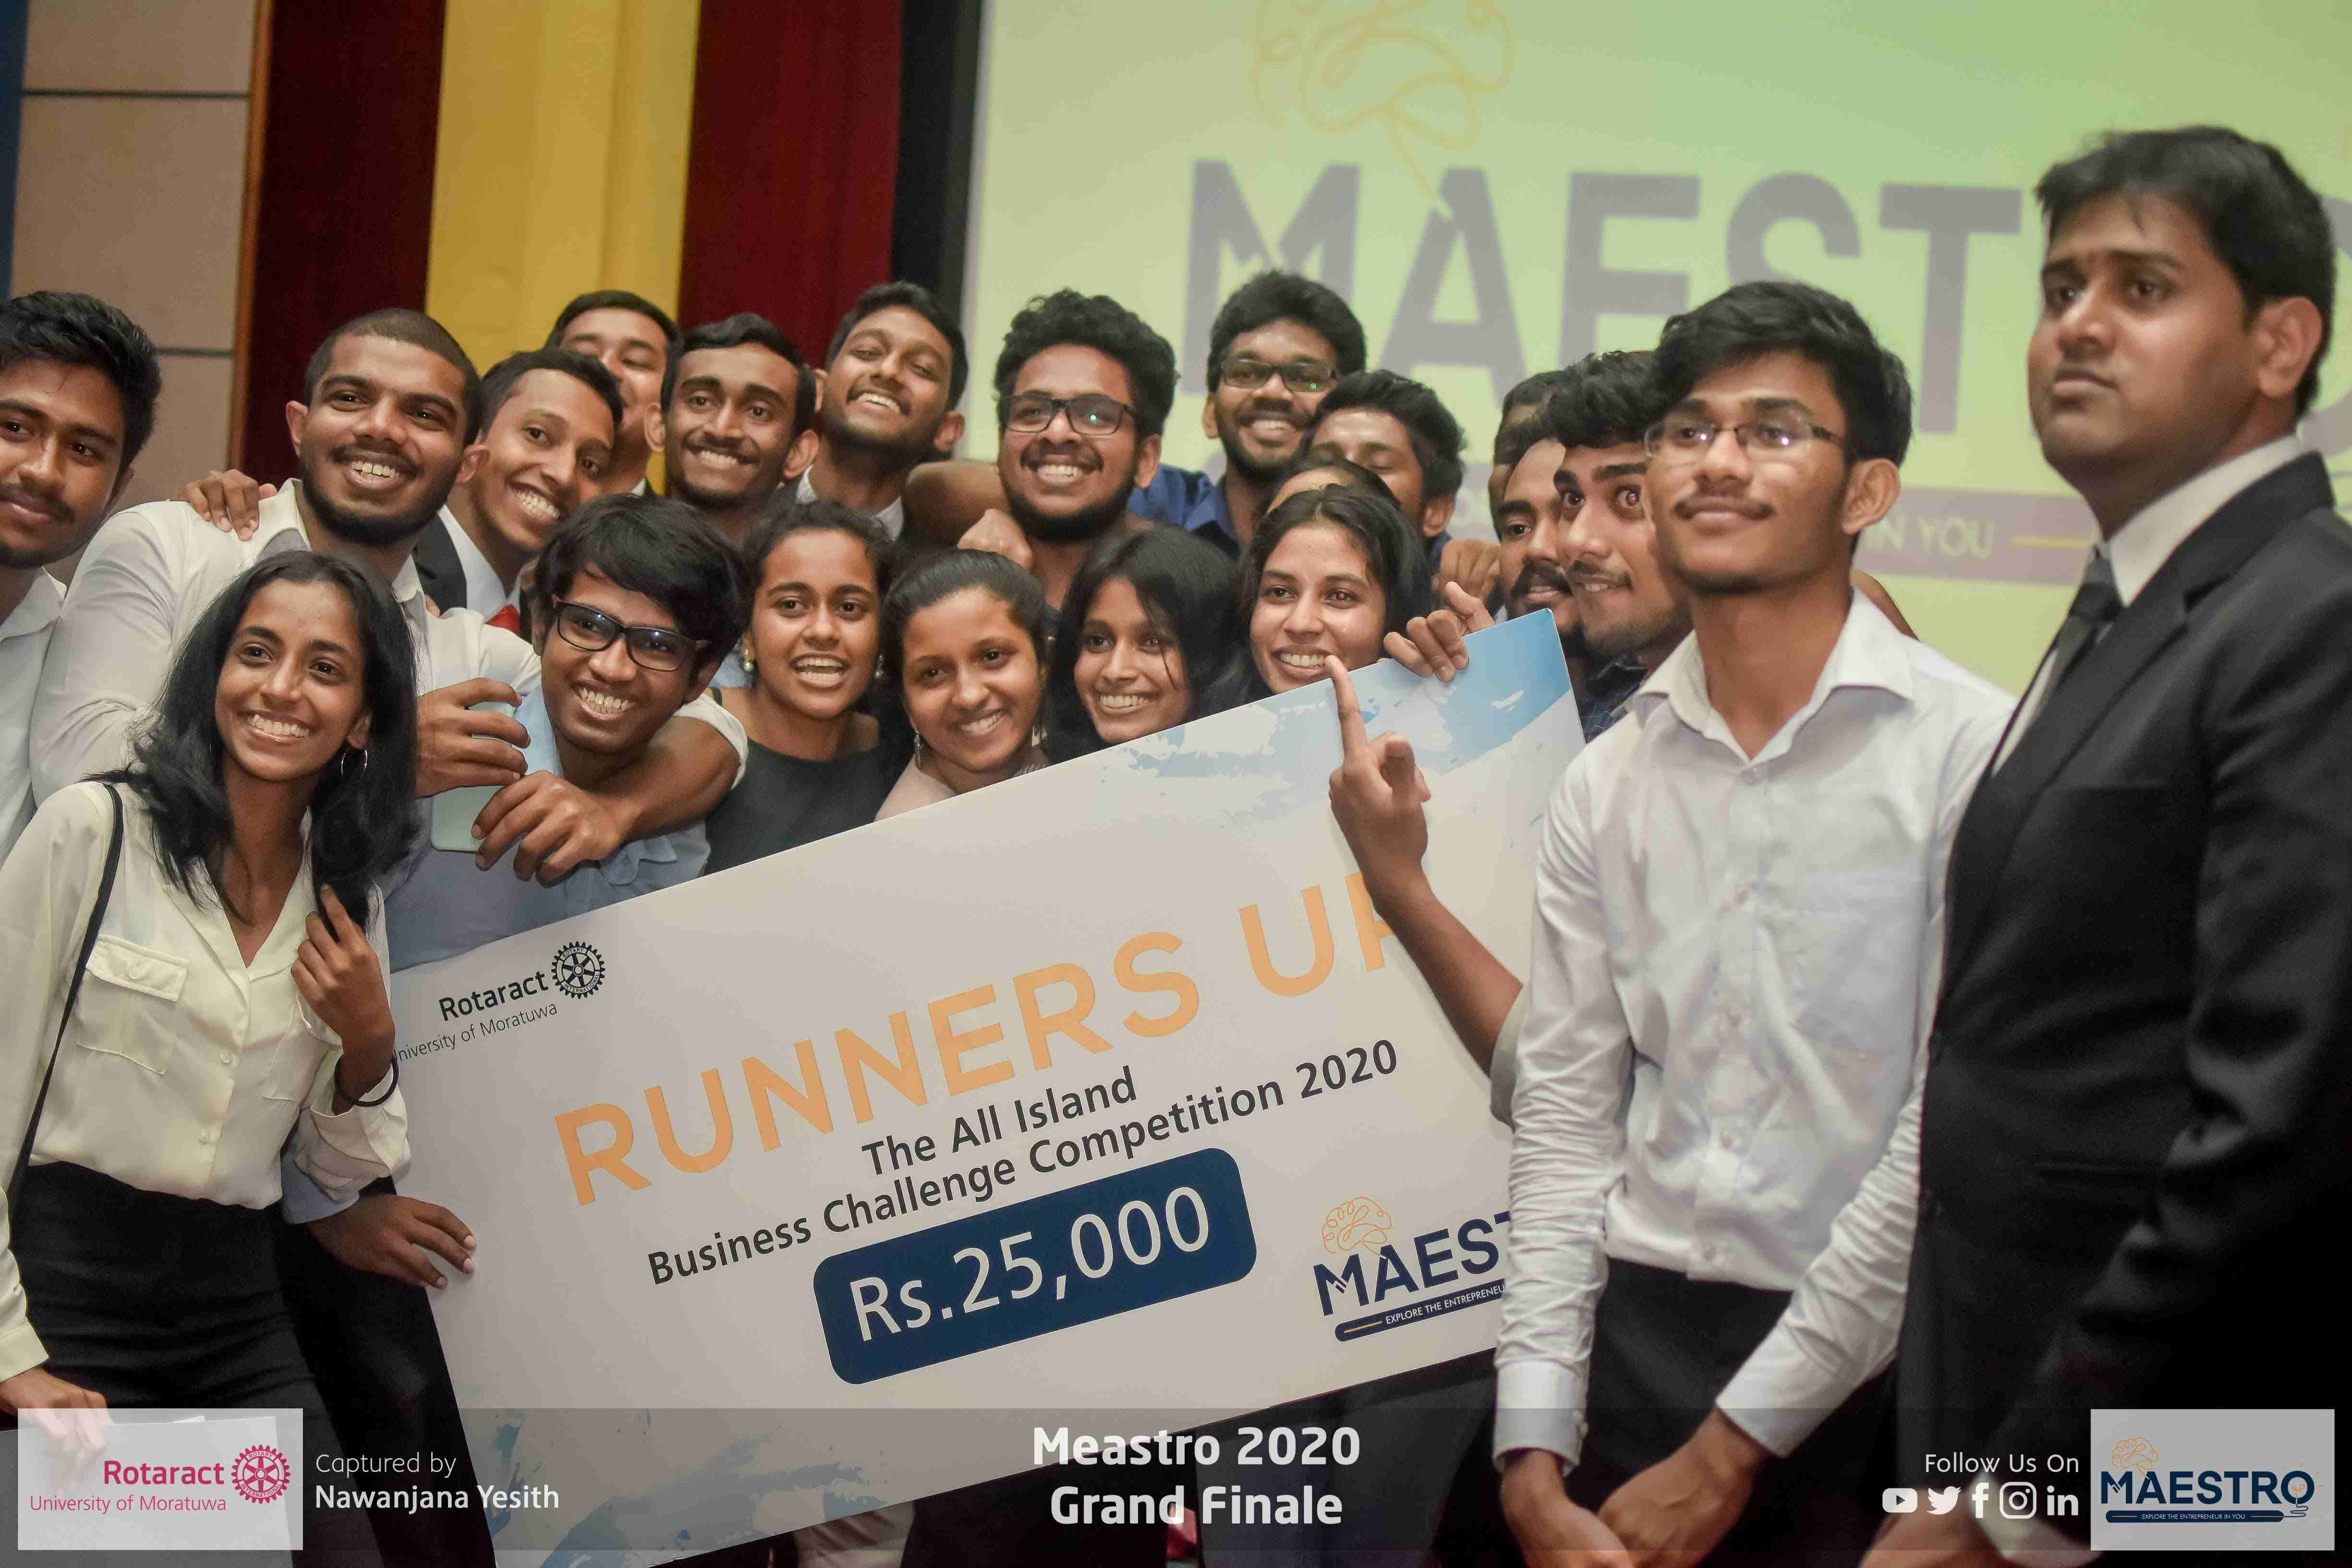 MAEST
IN YOU
Rotaract
University of Moratuwa
RUNNERS UP
The All Island
Business Challenge Competition 2020
Rs.25,000
MAEST
EXPLORE THE ENTREPRENEU
Rotaract
University of Moratuwa
Captured by
Nawanjana Yesith
Meastro 2020
Grand Finale
Follow Us On
MAESTRO
EXPLORE THE ENTREPRENEUR IN YOU